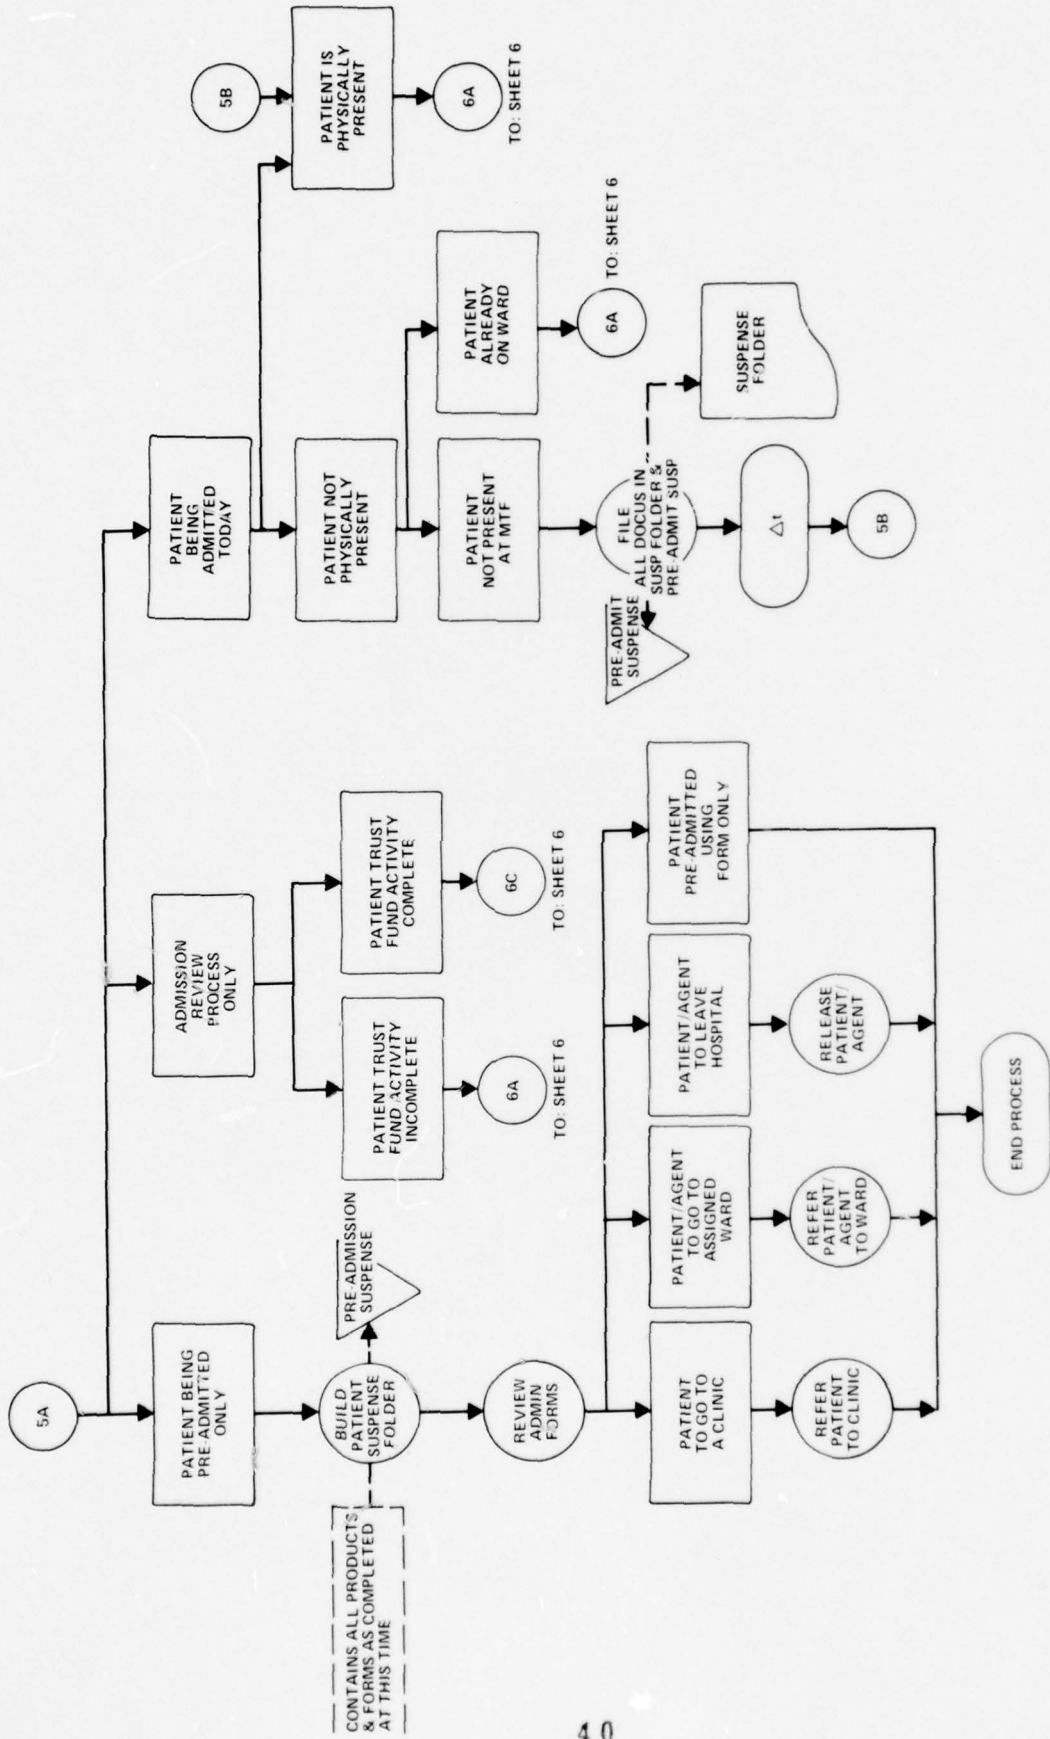 5A
PATIENT BEING
PRE-ADMITTED
ONLY
CONTAINS ALL PRODUCTS
& FORMS AS COMPLETED
AT THIS TIME
BUILD
PATIENT
SUSPENSE
FOLDER
PRE-ADMISSION
SUSPENSE
REVIEW
ADMIN
FORMS
PATIENT
TO GO TO
A CLINIC
REFER
PATIENT
TO CLINIC
PATIENT/AGENT
TO GO TO
ASSIGNED
WARD
REFER
PATIENT/
AGENT
TO WARD
PATIENT/AGENT
TO LEAVE
HOSPITAL
RELEASE
PATIENT/
AGENT
PATIENT
PRE-ADMITTED
USING
FORM ONLY
END PROCESS
ADMISSION
REVIEW
PROCESS
ONLY
PATIENT TRUST
FUND ACTIVITY
INCOMPLETE
6A
TO: SHEET 6
PATIENT TRUST
FUND ACTIVITY
COMPLETE
6C
TO: SHEET 6
PATIENT
BEING
ADMITTED
TODAY
PATIENT NOT
PHYSICALLY
PRESENT
PATIENT
NOT PRESENT
AT MTF
PRE-ADMIT
SUSPENSE
FILE
ALL DOCUS IN
SUSP FOLDER &
PRE-ADMIT SUSP
SUSPENSE
FOLDER
Δt
5B
PATIENT
ALREADY
ON WARD
6A
TO: SHEET 6
5B
PATIENT IS
PHYSICALLY
PRESENT
6A
TO: SHEET 6
40